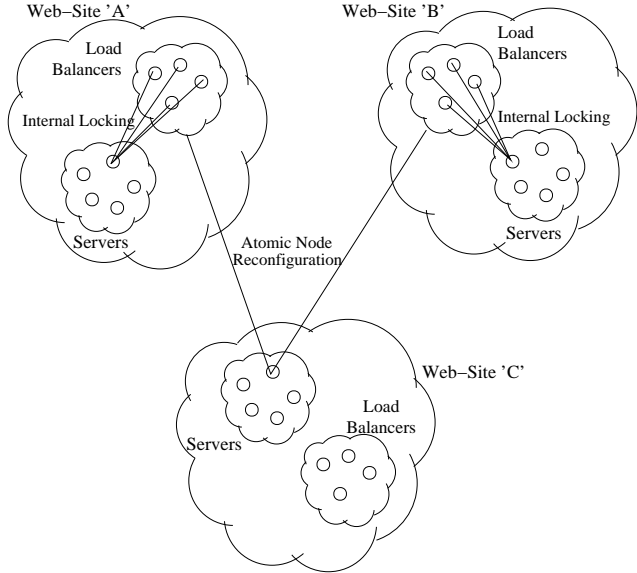 Web−Site 'A'
Load
Balancers
Internal Locking
Servers
Web−Site 'B'
Load
Balancers
Internal Locking
Servers
Atomic Node
Reconfiguration
Web−Site 'C'
Load
Balancers
Servers